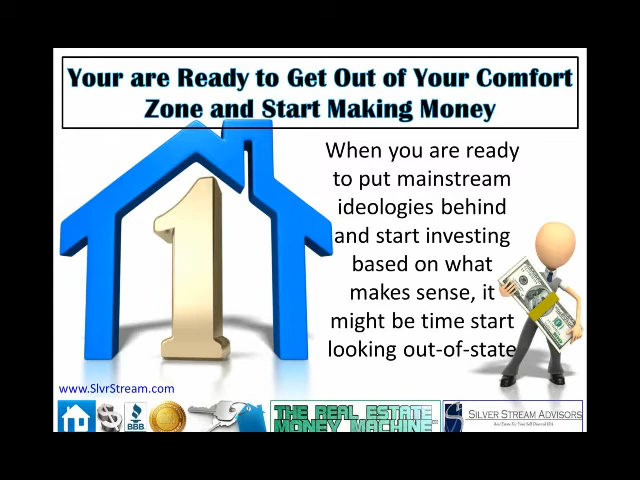 Your are Ready to Get Out of Your Comfort
Zone and Start Making Money
When you are ready
to put mainstream
ideologies behind
and start investing
based on what
makes sense, it
might be time start
looking out-of-state
1
www.SlvrStream.com
BBB
THE REAL ESTATE
MONEY MACHINE
SILVER STREAM ADVISORS